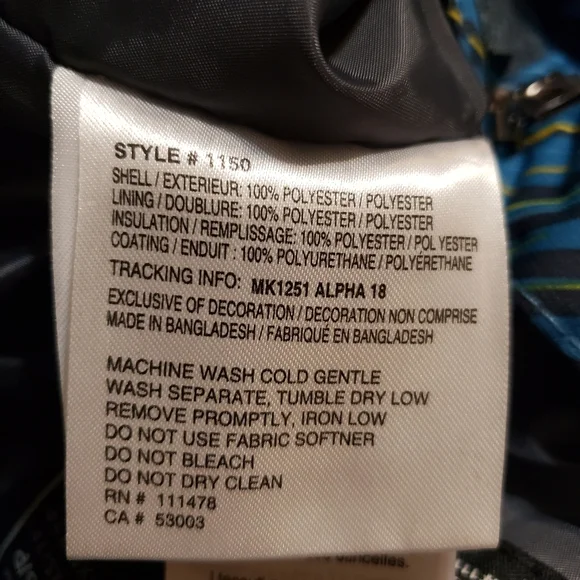 STYLE # 1150
SHELL / EXTERIEUR: 100% POLYESTER / POLYESTER
LINING / DOUBLURE: 100% POLYESTER / POLYESTER
INSULATION / REMPLISSAGE: 100% POLYESTER / POLYESTER
COATING / ENDUIT : 100% POLYURETHANE / POLYÉRETHANE
TRACKING INFO: MK1251 ALPHA 18
EXCLUSIVE OF DECORATION / DECORATION NON COMPRISE
MADE IN BANGLADESH / FABRIQUÉ EN BANGLADESH
MACHINE WASH COLD GENTLE
WASH SEPARATE, TUMBLE DRY LOW
REMOVE PROMPTLY, IRON LOW
DO NOT USE FABRIC SOFTNER
DO NOT BLEACH
DO NOT DRY CLEAN
RN # 111478
CA # 53003